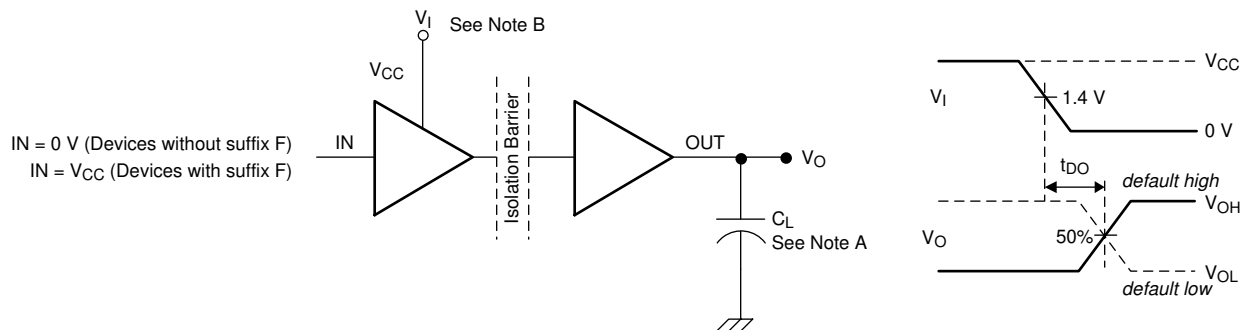 V_I See Note B
V_CC
IN = 0 V (Devices without suffix F)
IN = V_CC (Devices with suffix F)
IN
Isolation Barrier
OUT
V_O
C_L
See Note A
V_I
V_CC
1.4 V
0 V
t_DO
default high
V_OH
V_O
50%
V_OL
default low